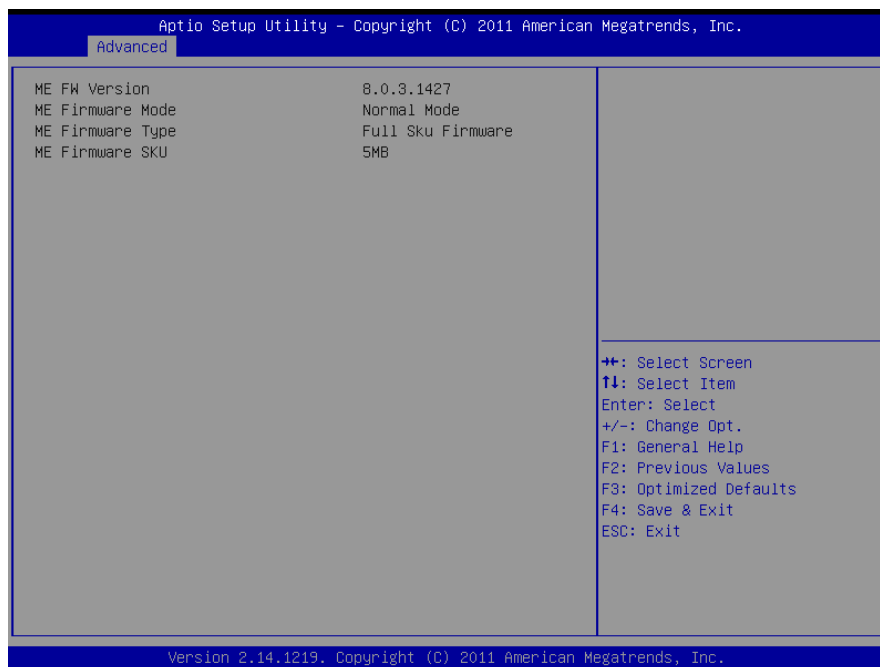 Aptio Setup Utility – Copyright (C) 2011 American Megatrends, Inc.
Advanced
ME FW Version 8.0.3.1427
ME Firmware Mode Normal Mode
ME Firmware Type Full Sku Firmware
ME Firmware SKU 5MB
→←: Select Screen
↑↓: Select Item
Enter: Select
+/-: Change Opt.
F1: General Help
F2: Previous Values
F3: Optimized Defaults
F4: Save & Exit
ESC: Exit
Version 2.14.1219. Copyright (C) 2011 American Megatrends, Inc.